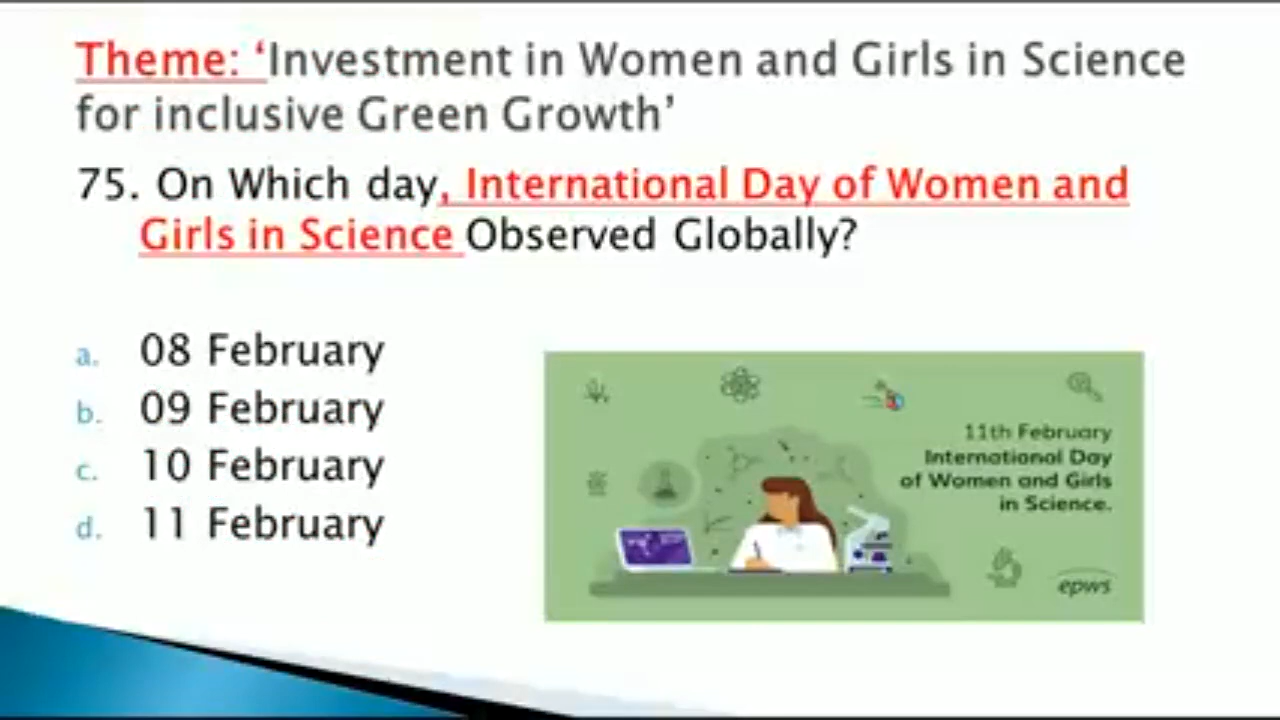 Theme: ‘Investment in Women and Girls in Science
for inclusive Green Growth’
75. On Which day, International Day of Women and
Girls in Science Observed Globally?
a. 08 February
b. 09 February
c. 10 February
d. 11 February
11th February
International Day
of Women and Girls
in Science.
epws